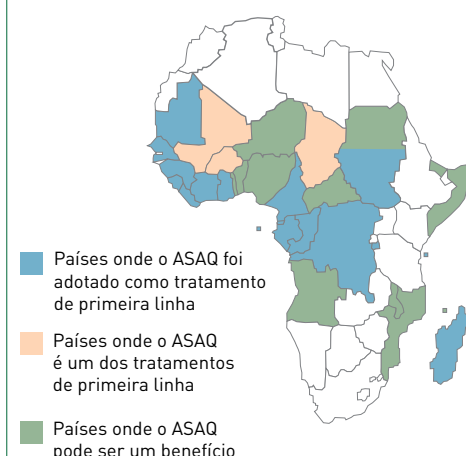 Países onde o ASAQ foi
adotado como tratamento
de primeira linha
Países onde o ASAQ
é um dos tratamentos
de primeira linha
Países onde o ASAQ
pode ser um benefício